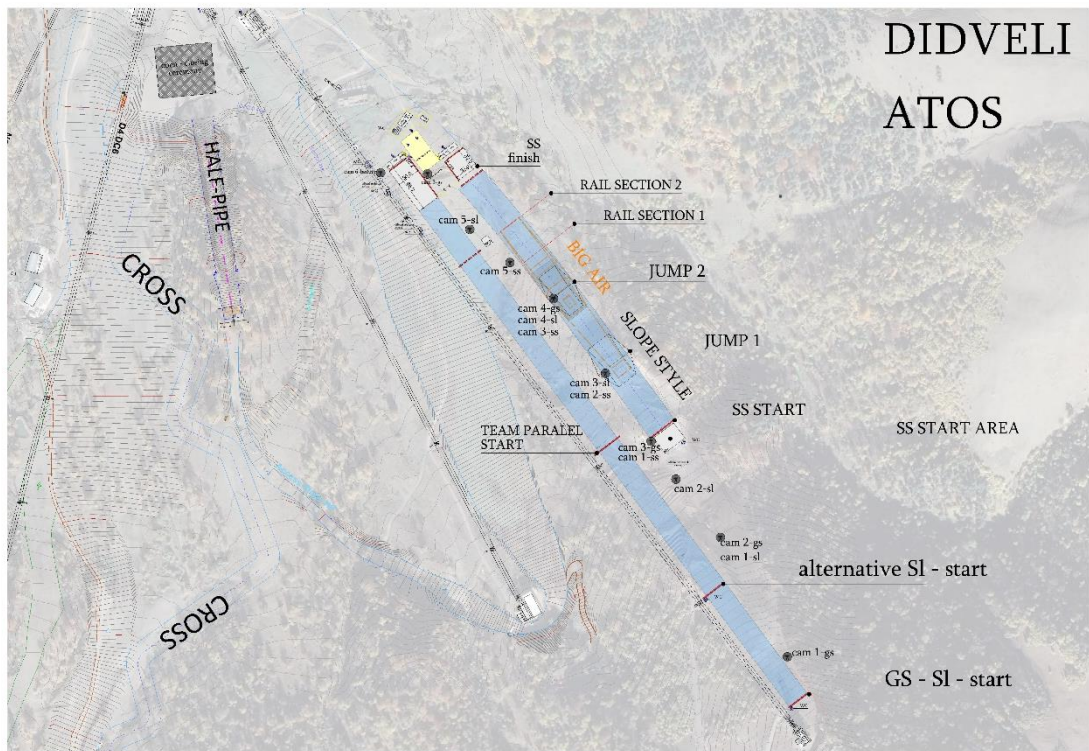 DIDVELI
ATOS
D4 DC6
HALF-PIPE
CROSS
CROSS
SS
finish
RAIL SECTION 2
RAIL SECTION 1
BIG AIR
JUMP 2
SLOPE STYLE
JUMP 1
SS START
SS START AREA
cam 5-sl
cam 5-ss
cam 4-gs
cam 4-sl
cam 3-ss
cam 3-sl
cam 2-ss
TEAM PARALEL
START
cam 3-gs
cam 1-ss
cam 2-sl
cam 2-gs
cam 1-sl
alternative Sl - start
cam 1-gs
GS - Sl - start